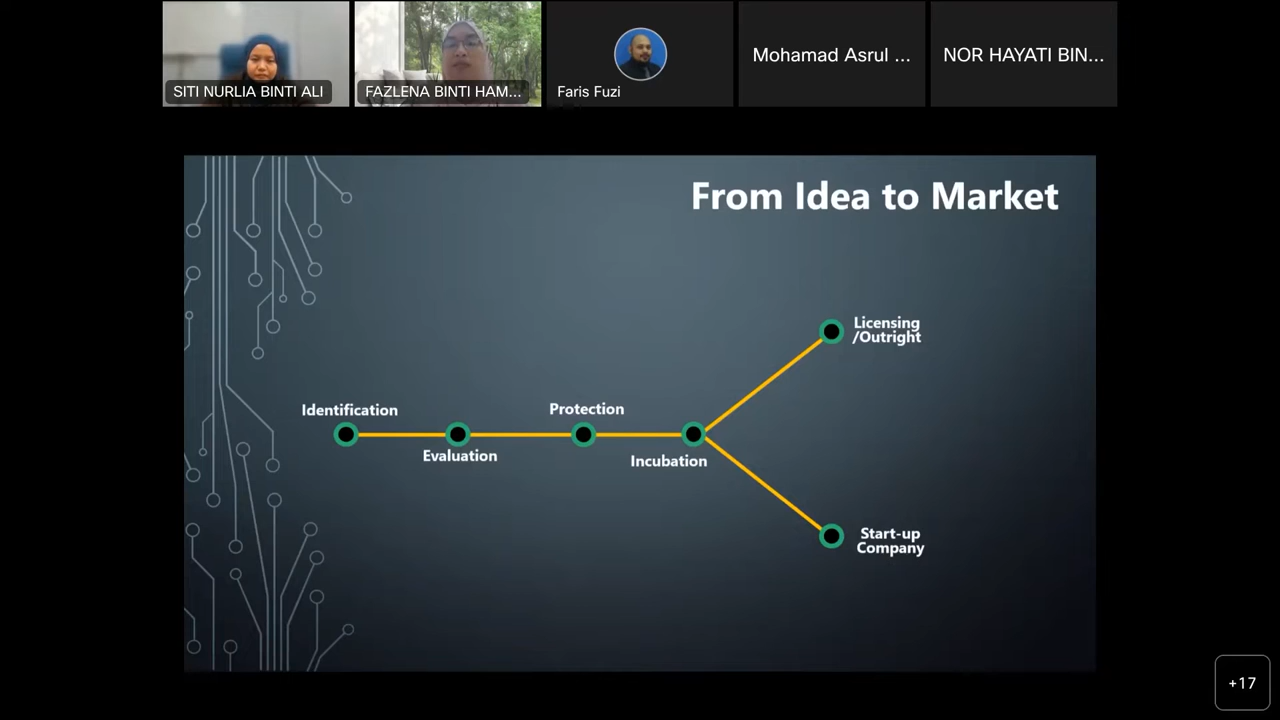 SITI NURLIA BINTI ALI
FAZLENA BINTI HAM...
Faris Fuzi
Mohamad Asrul ...
NOR HAYATI BIN...
From Idea to Market
Licensing
/Outright
Identification
Protection
Evaluation
Incubation
Start-up
Company
+17